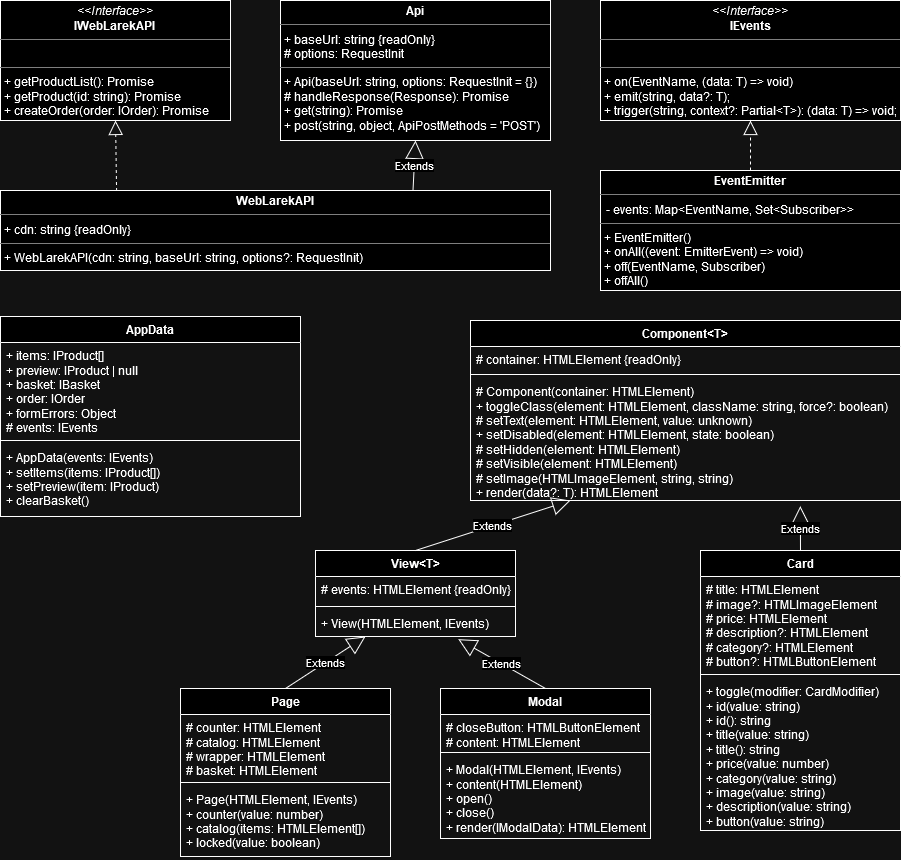 <<Interface>>
IWebLarekAPI
+ getProductList(): Promise
+ getProduct(id: string): Promise
+ createOrder(order: IOrder): Promise
Api
+ baseUrl: string {readOnly}
# options: RequestInit
+ Api(baseUrl: string, options: RequestInit = {})
# handleResponse(Response): Promise
+ get(string): Promise
+ post(string, object, ApiPostMethods = 'POST')
<<Interface>>
IEvents
+ on(EventName, (data: T) => void)
+ emit(string, data?: T);
+ trigger(string, context?: Partial<T>): (data: T) => void;
Extends
WebLarekAPI
+ cdn: string {readOnly}
+ WebLarekAPI(cdn: string, baseUrl: string, options?: RequestInit)
EventEmitter
- events: Map<EventName, Set<Subscriber>>
+ EventEmitter()
+ onAll((event: EmitterEvent) => void)
+ off(EventName, Subscriber)
+ offAll()
AppData
+ items: IProduct[]
+ preview: IProduct | null
+ basket: IBasket
+ order: IOrder
+ formErrors: Object
# events: IEvents
+ AppData(events: IEvents)
+ setItems(items: IProduct[])
+ setPreview(item: IProduct)
+ clearBasket()
Component<T>
# container: HTMLElement {readOnly}
# Component(container: HTMLElement)
+ toggleClass(element: HTMLElement, className: string, force?: boolean)
# setText(element: HTMLElement, value: unknown)
+ setDisabled(element: HTMLElement, state: boolean)
# setHidden(element: HTMLElement)
# setVisible(element: HTMLElement)
# setImage(HTMLImageElement, string, string)
+ render(data?: T): HTMLElement
Extends
Extends
View<T>
# events: HTMLElement {readOnly}
+ View(HTMLElement, IEvents)
Card
# title: HTMLElement
# image?: HTMLImageElement
# price: HTMLElement
# description?: HTMLElement
# category?: HTMLElement
# button?: HTMLButtonElement
+ toggle(modifier: CardModifier)
+ id(value: string)
+ id(): string
+ title(value: string)
+ title(): string
+ price(value: number)
+ category(value: string)
+ image(value: string)
+ description(value: string)
+ button(value: string)
Extends
Extends
Page
# counter: HTMLElement
# catalog: HTMLElement
# wrapper: HTMLElement
# basket: HTMLElement
+ Page(HTMLElement, IEvents)
+ counter(value: number)
+ catalog(items: HTMLElement[])
+ locked(value: boolean)
Modal
# closeButton: HTMLButtonElement
# content: HTMLElement
+ Modal(HTMLElement, IEvents)
+ content(HTMLElement)
+ open()
+ close()
+ render(IModalData): HTMLElement